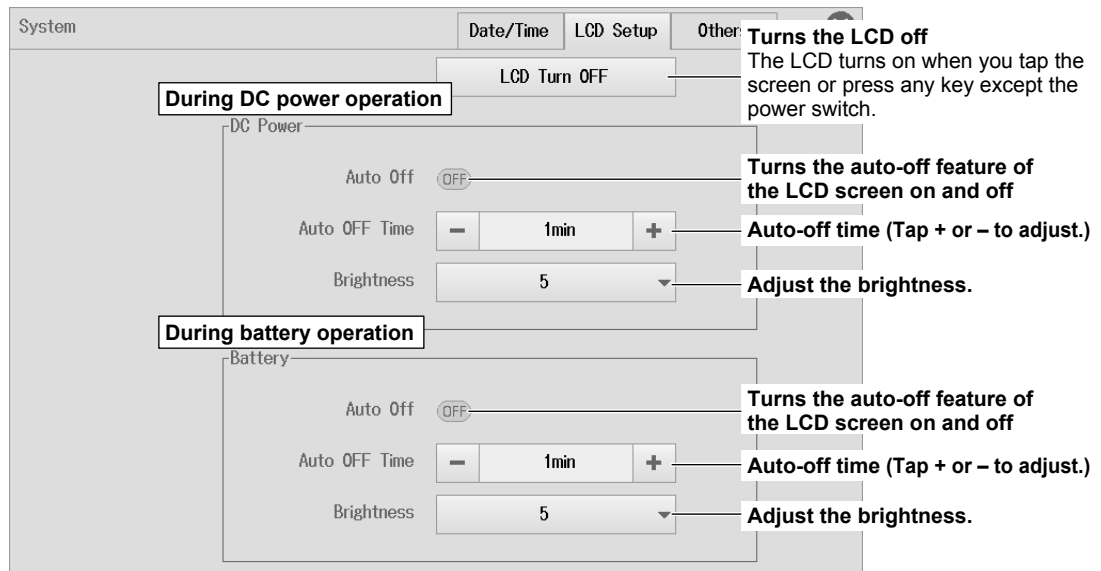 System
Date/Time
LCD Setup
Other
LCD Turn OFF
Turns the LCD off
The LCD turns on when you tap the
screen or press any key except the
power switch.
During DC power operation
DC Power
Auto Off
OFF
Turns the auto-off feature of
the LCD screen on and off
Auto OFF Time
−
1min
+
Auto-off time (Tap + or – to adjust.)
Brightness
5
Adjust the brightness.
During battery operation
Battery
Auto Off
OFF
Turns the auto-off feature of
the LCD screen on and off
Auto OFF Time
−
1min
+
Auto-off time (Tap + or – to adjust.)
Brightness
5
Adjust the brightness.